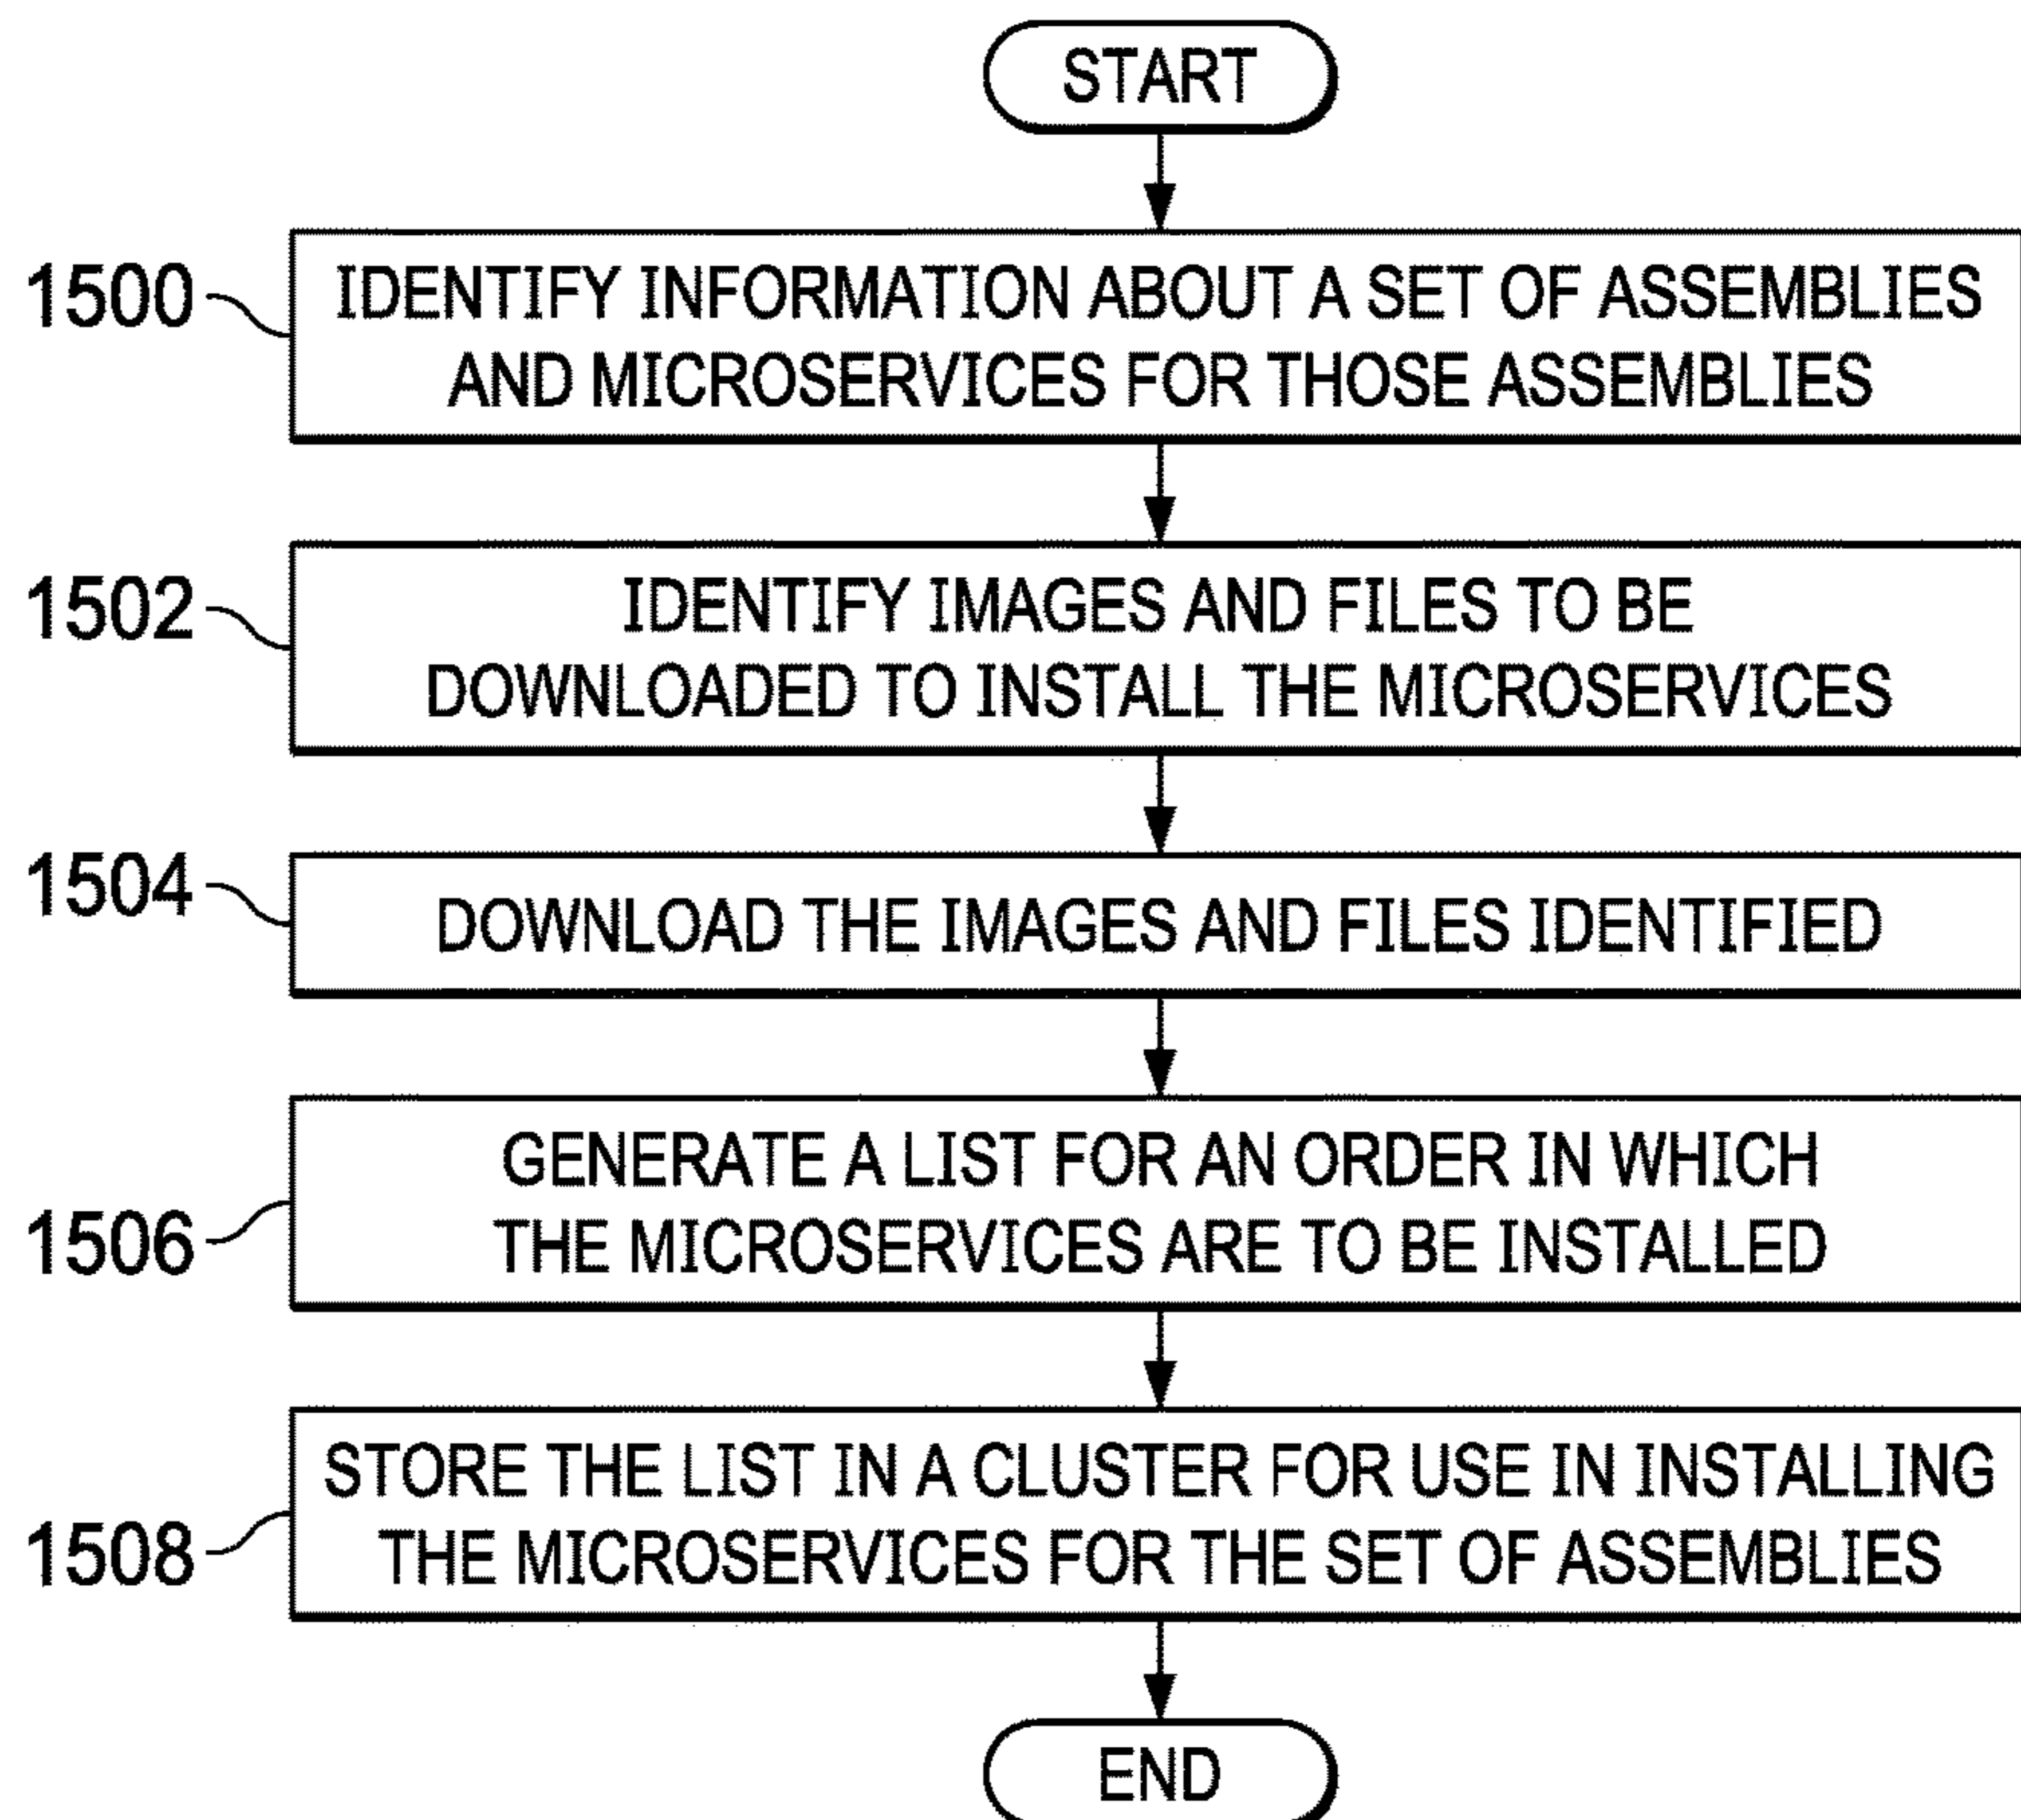 START
1500
IDENTIFY INFORMATION ABOUT A SET OF ASSEMBLIES
AND MICROSERVICES FOR THOSE ASSEMBLIES
1502
IDENTIFY IMAGES AND FILES TO BE
DOWNLOADED TO INSTALL THE MICROSERVICES
1504
DOWNLOAD THE IMAGES AND FILES IDENTIFIED
1506
GENERATE A LIST FOR AN ORDER IN WHICH
THE MICROSERVICES ARE TO BE INSTALLED
1508
STORE THE LIST IN A CLUSTER FOR USE IN INSTALLING
THE MICROSERVICES FOR THE SET OF ASSEMBLIES
END